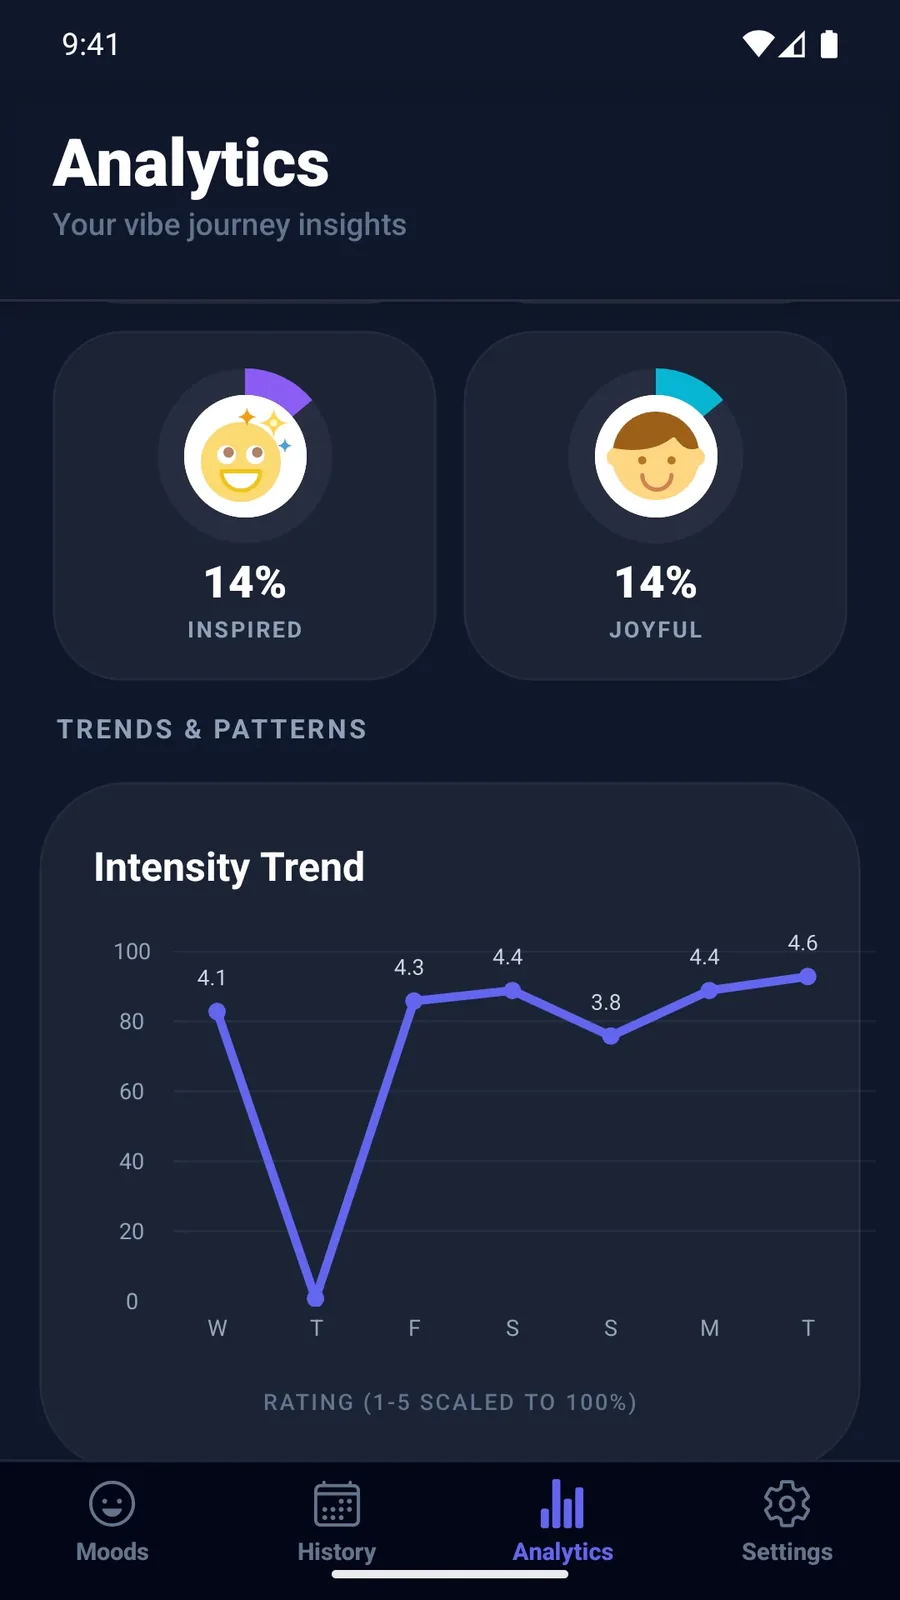 9:41
Analytics
Your vibe journey insights
14%
INSPIRED
14%
JOYFUL
TRENDS & PATTERNS
Intensity Trend
100
80
60
40
20
0
4.1
4.3
4.4
3.8
4.4
4.6
W T F S S M T
RATING (1-5 SCALED TO 100%)
Moods History Analytics Settings